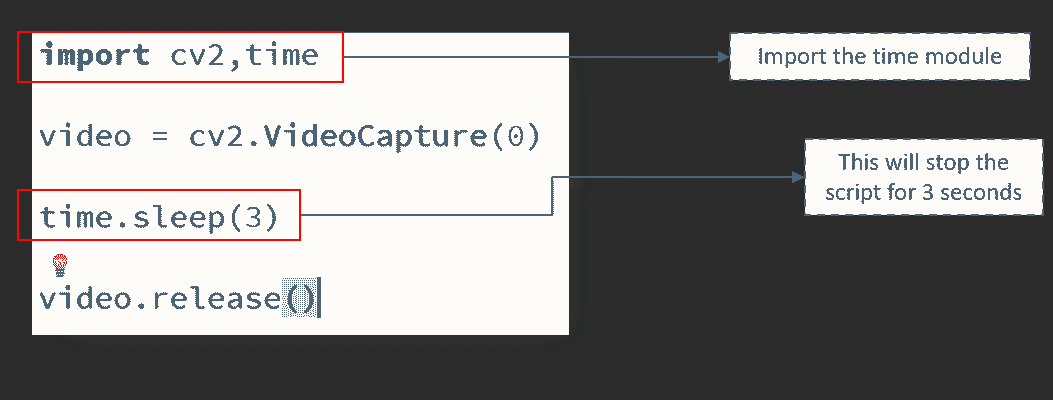 import cv2,time
Import the time module
video = cv2.VideoCapture(0)
This will stop the
script for 3 seconds
time.sleep(3)
video.release()